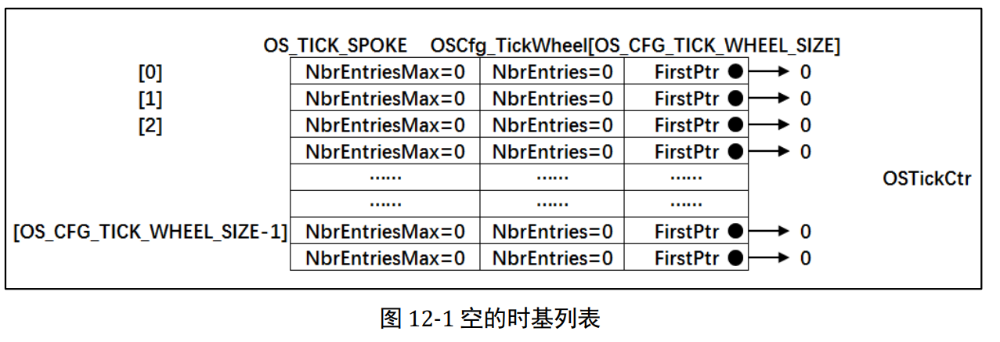 OS_TICK_SPOKE OSCfg_TickWheel[OS_CFG_TICK_WHEEL_SIZE]
[0] NbrEntriesMax=0 NbrEntries=0 FirstPtr 0
[1] NbrEntriesMax=0 NbrEntries=0 FirstPtr 0
[2] NbrEntriesMax=0 NbrEntries=0 FirstPtr 0
NbrEntriesMax=0 NbrEntries=0 FirstPtr 0
...... ...... ......
OSTickCtr
...... ...... ......
[OS_CFG_TICK_WHEEL_SIZE-1] NbrEntriesMax=0 NbrEntries=0 FirstPtr 0
NbrEntriesMax=0 NbrEntries=0 FirstPtr 0
图 12-1 空的时基列表